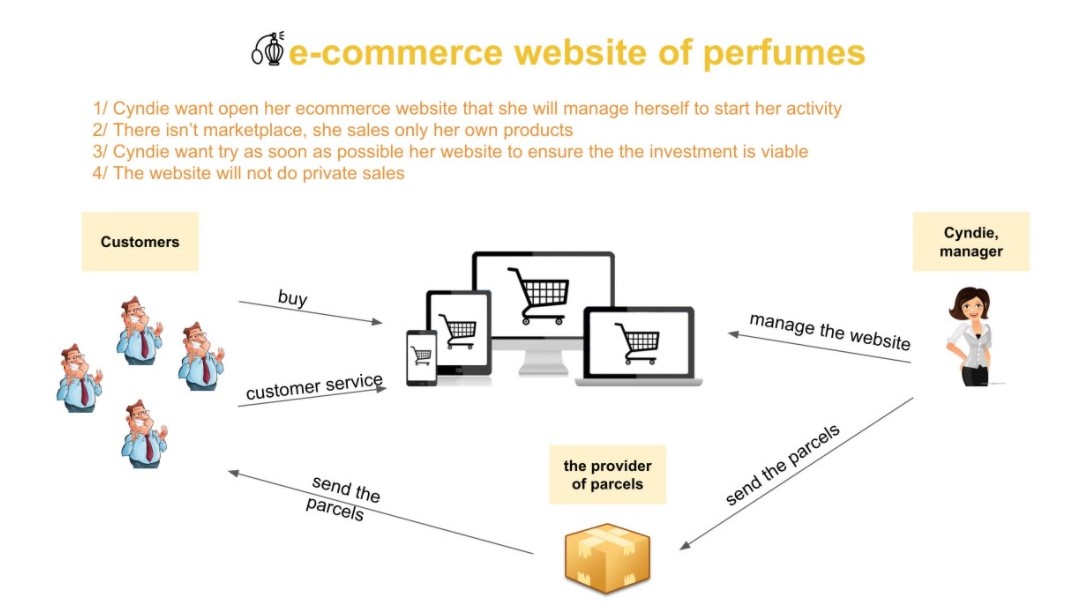 e-commerce website of perfumes
1/ Cyndie want open her ecommerce website that she will manage herself to start her activity
2/ There isn't marketplace, she sales only her own products
3/ Cyndie want try as soon as possible her website to ensure the the investment is viable
4/ The website will not do private sales
Customers
Cyndie,
manager
buy
manage the website
customer service
send the parcels
the provider
of parcels
send the
parcels